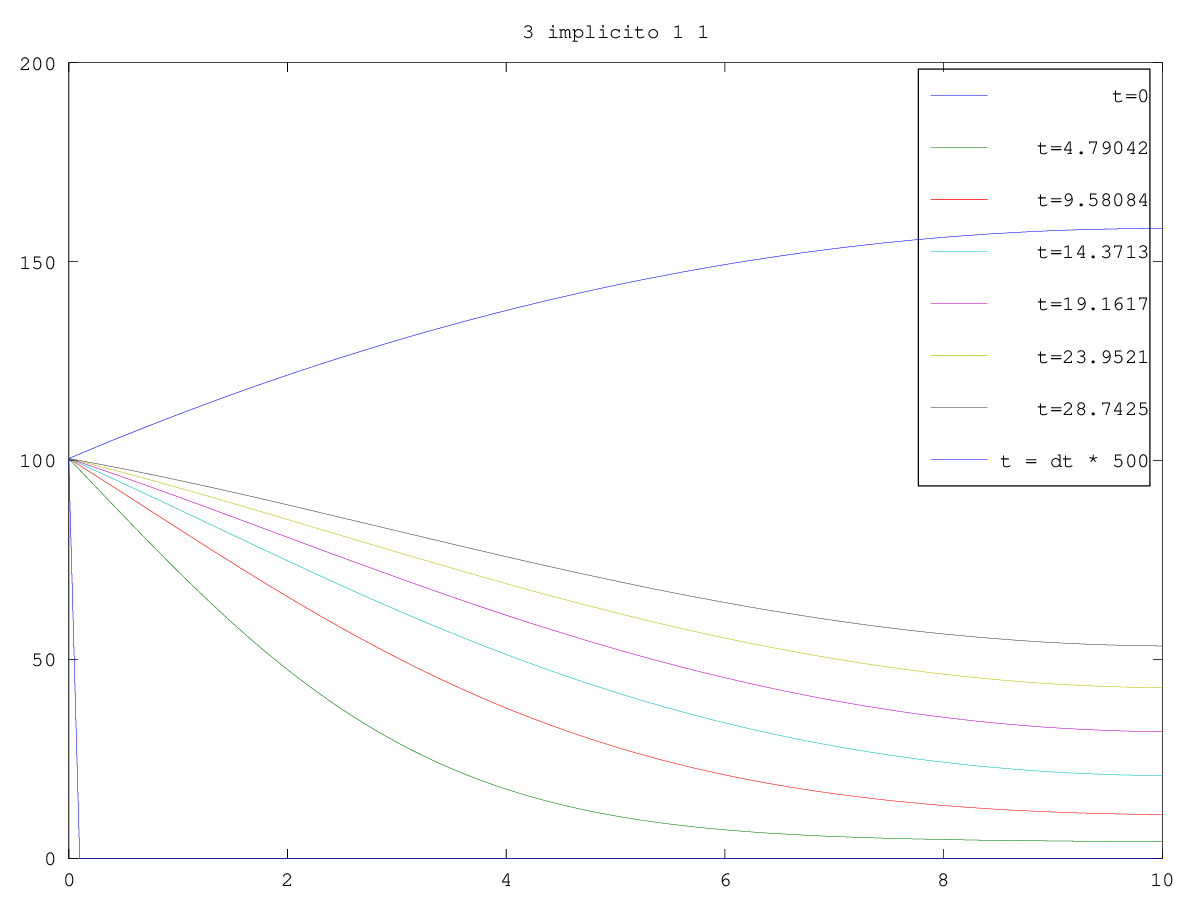 3 implicito 1 1
200
150
100
50
0
t=0
t=4.79042
t=9.58084
t=14.3713
t=19.1617
t=23.9521
t=28.7425
t = dt * 500
0 2 4 6 8 10